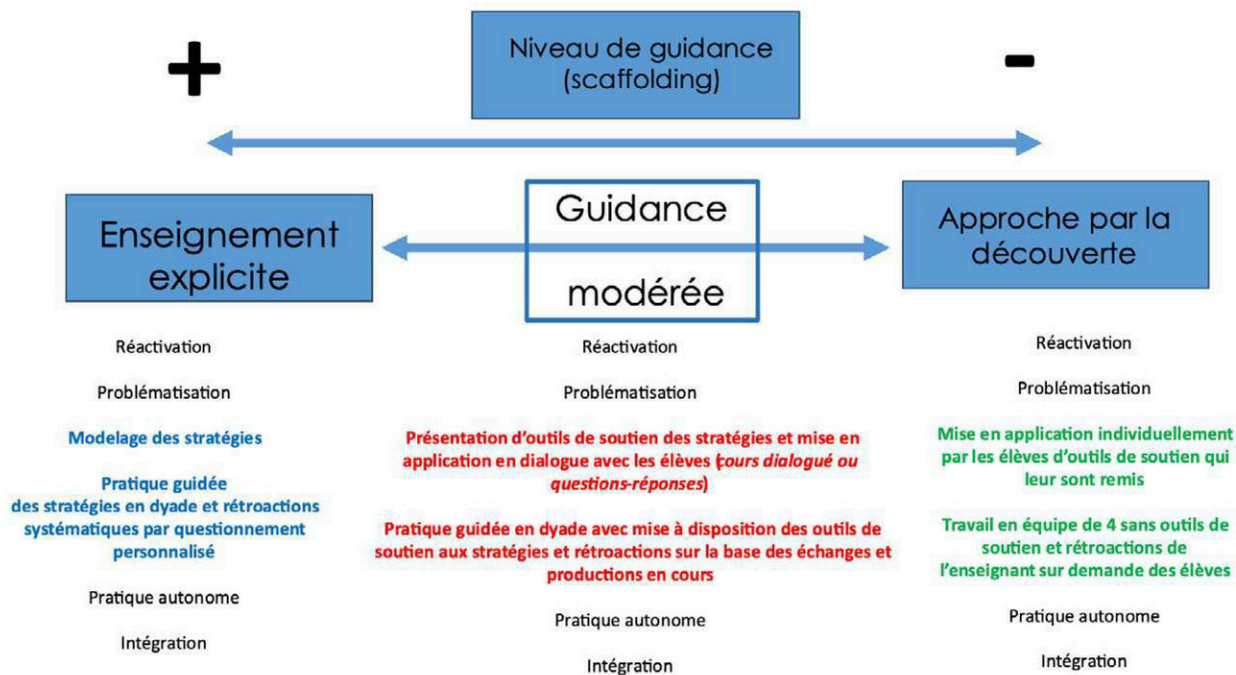 +
Niveau de guidance
(scaffolding)
-
Enseignement
explicite
Réactivation
Problématisation
Modelage des stratégies
Pratique guidée
des stratégies en dyade et rétroactions
systématiques par questionnement
personnalisé
Pratique autonome
Intégration
Guidance
modérée
Réactivation
Problématisation
Présentation d’outils de soutien des stratégies et mise en
application en dialogue avec les élèves (cours dialogué ou
questions-réponses)
Pratique guidée en dyade avec mise à disposition des outils de
soutien aux stratégies et rétroactions sur la base des échanges et
productions en cours
Pratique autonome
Intégration
Approche par la
découverte
Réactivation
Problématisation
Mise en application individuellement
par les élèves d’outils de soutien qui
leur sont remis
Travail en équipe de 4 sans outils de
soutien et rétroactions de
l’enseignant sur demande des élèves
Pratique autonome
Intégration